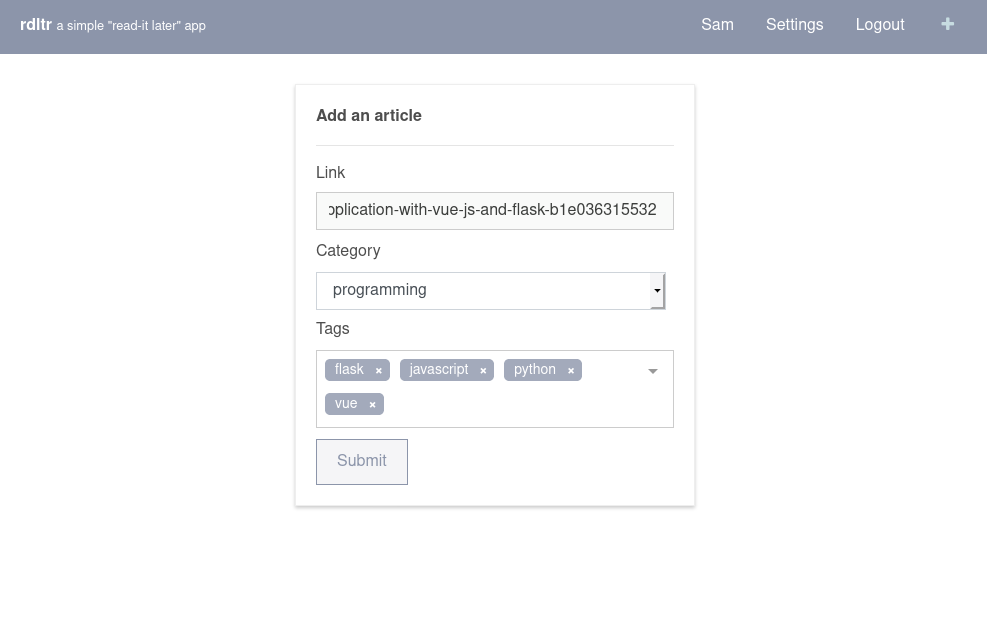 rdltr a simple "read-it later" app Sam Settings Logout +
Add an article
Link
plication-with-vue-js-and-flask-b1e036315532
Category
programming
Tags
flask × javascript × python ×
vue ×
Submit